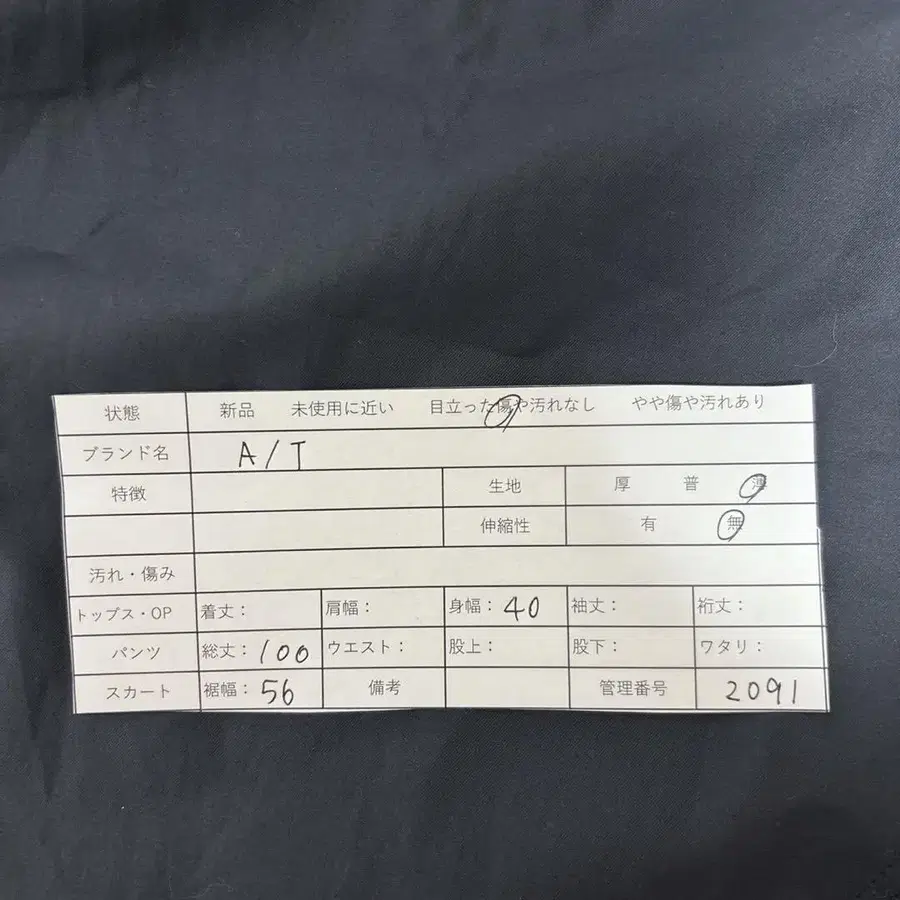 状態 新品 未使用に近い 目立った傷や汚れなし やや傷や汚れあり
ブランド名 A/T
特徴 生地 厚 普 薄
伸縮性 有 無
汚れ・傷み
トップス・OP 着丈： 肩幅： 身幅：40 袖丈： 裄丈：
パンツ 総丈：100 ウエスト： 股上： 股下： ワタリ：
スカート 裾幅：56 備考 管理番号 2091